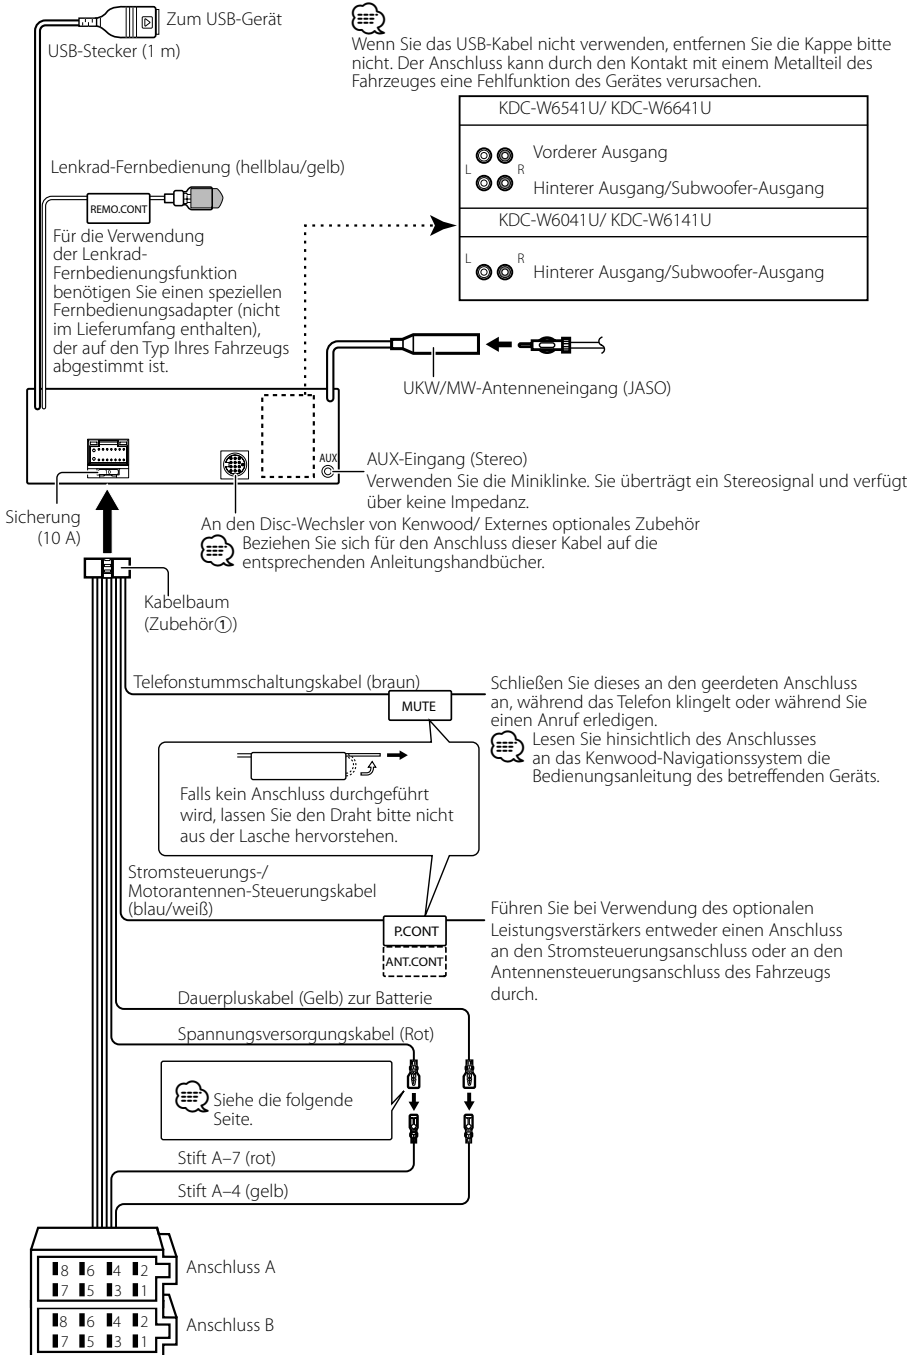 Zum USB-Gerät
USB-Stecker (1 m)
Wenn Sie das USB-Kabel nicht verwenden, entfernen Sie die Kappe bitte
nicht. Der Anschluss kann durch den Kontakt mit einem Metallteil des
Fahrzeuges eine Fehlfunktion des Gerätes verursachen.
KDC-W6541U/ KDC-W6641U
Vorderer Ausgang
L
R
Hinterer Ausgang/Subwoofer-Ausgang
KDC-W6041U/ KDC-W6141U
L
R
Hinterer Ausgang/Subwoofer-Ausgang
Lenkrad-Fernbedienung (hellblau/gelb)
REMO.CONT
Für die Verwendung
der Lenkrad-
Fernbedienungsfunktion
benötigen Sie einen speziellen
Fernbedienungsadapter (nicht
im Lieferumfang enthalten),
der auf den Typ Ihres Fahrzeugs
abgestimmt ist.
UKW/MW-Antenneneingang (JASO)
AUX
AUX-Eingang (Stereo)
Verwenden Sie die Miniklinke. Sie überträgt ein Stereosignal und verfügt
über keine Impedanz.
Sicherung
(10 A)
An den Disc-Wechsler von Kenwood/ Externes optionales Zubehör
Beziehen Sie sich für den Anschluss dieser Kabel auf die
entsprechenden Anleitungshandbücher.
Kabelbaum
(Zubehör①)
Telefonstummschaltungskabel (braun)
MUTE
Schließen Sie dieses an den geerdeten Anschluss
an, während das Telefon klingelt oder während Sie
einen Anruf erledigen.
Lesen Sie hinsichtlich des Anschlusses
an das Kenwood-Navigationssystem die
Bedienungsanleitung des betreffenden Geräts.
Falls kein Anschluss durchgeführt
wird, lassen Sie den Draht bitte nicht
aus der Lasche hervorstehen.
Stromsteuerungs-/
Motorantennen-Steuerungskabel
(blau/weiß)
P.CONT
ANT.CONT
Führen Sie bei Verwendung des optionalen
Leistungsverstärkers entweder einen Anschluss
an den Stromsteuerungsanschluss oder an den
Antennensteuerungsanschluss des Fahrzeugs
durch.
Dauerpluskabel (Gelb) zur Batterie
Spannungsversorgungskabel (Rot)
Siehe die folgende
Seite.
Stift A–7 (rot)
Stift A–4 (gelb)
8 6 4 2
7 5 3 1
Anschluss A
8 6 4 2
7 5 3 1
Anschluss B